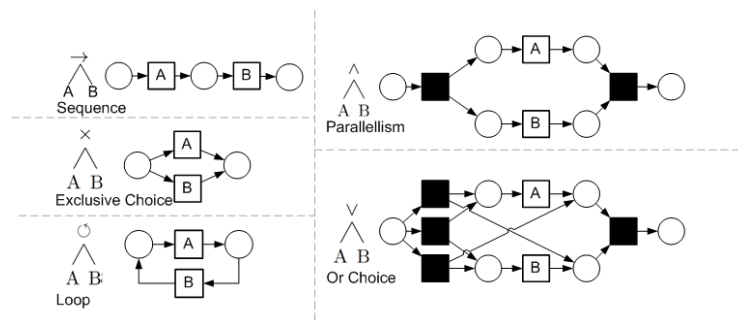 →
A B
Sequence
A
B
×
A B
Exclusive Choice
A
B
↻
A B
Loop
A
B
∧
A B
Parallellism
A
B
∨
A B
Or Choice
A
B